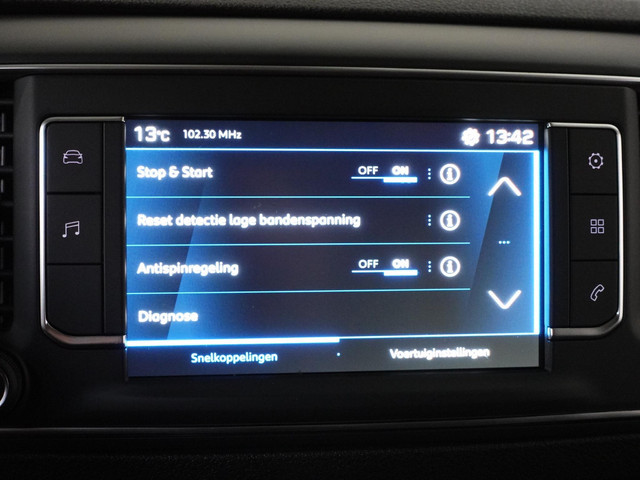 13°C 102.30 MHz 13:42
Stop & Start OFF ON
Reset detectie lage bandenspanning
Antispinregeling OFF ON
Diagnose
Snelkoppelingen Voertuiginstellingen